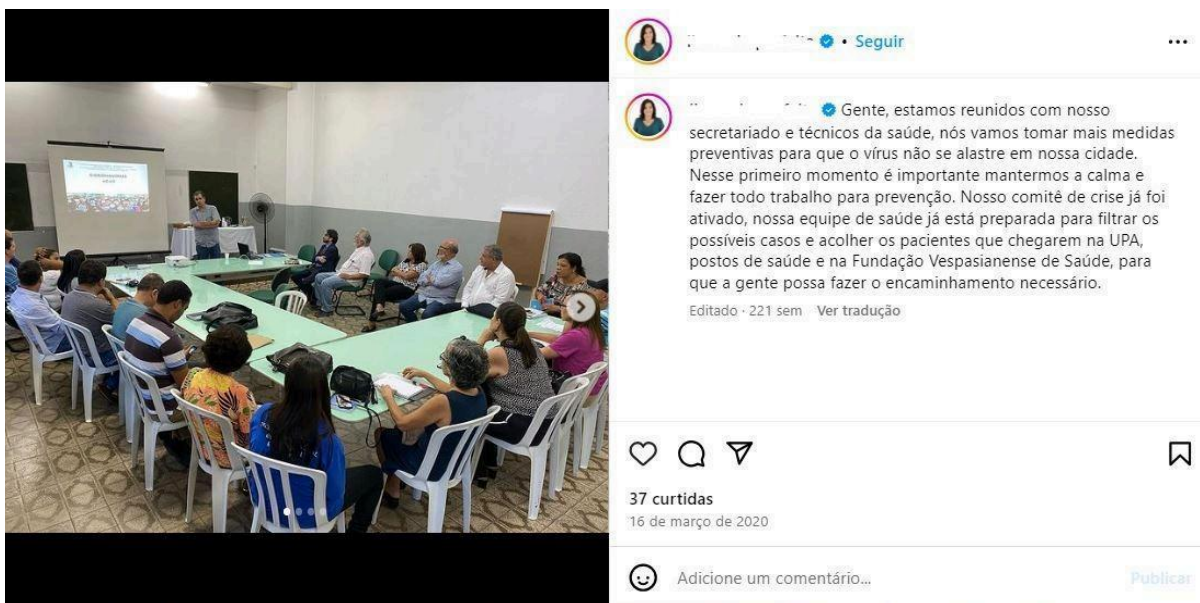 • Seguir
Gente, estamos reunidos com nosso
secretariado e técnicos da saúde, nós vamos tomar mais medidas
preventivas para que o vírus não se alastre em nossa cidade.
Nesse primeiro momento é importante mantermos a calma e
fazer todo trabalho para prevenção. Nosso comitê de crise já foi
ativado, nossa equipe de saúde já está preparada para filtrar os
possíveis casos e acolher os pacientes que chegarem na UPA,
postos de saúde e na Fundação Vespasianense de Saúde, para
que a gente possa fazer o encaminhamento necessário.
Editado · 221 sem Ver tradução
37 curtidas
16 de março de 2020
Adicione um comentário...
Publicar